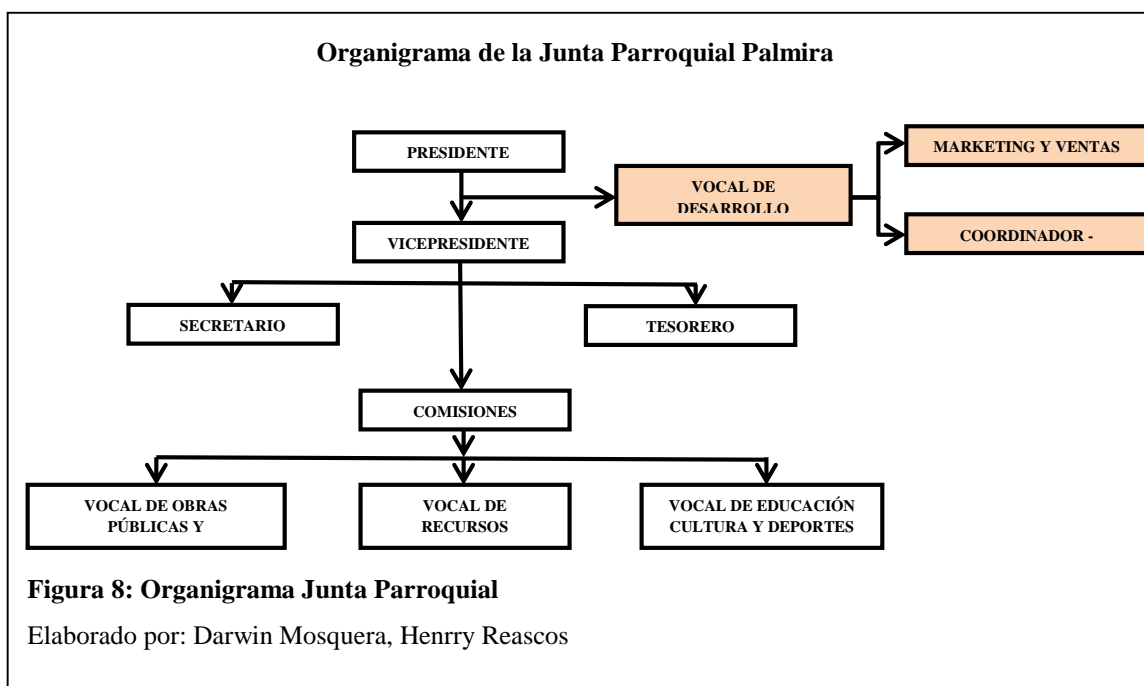 Organigrama de la Junta Parroquial Palmira
PRESIDENTE
MARKETING Y VENTAS
VOCAL DE
DESARROLLO
VICEPRESIDENTE
COORDINADOR -
SECRETARIO
TESORERO
COMISIONES
VOCAL DE OBRAS
PÚBLICAS Y
VOCAL DE
RECURSOS
VOCAL DE EDUCACIÓN
CULTURA Y DEPORTES
Figura 8: Organigrama Junta Parroquial
Elaborado por: Darwin Mosquera, Henrry Reascos